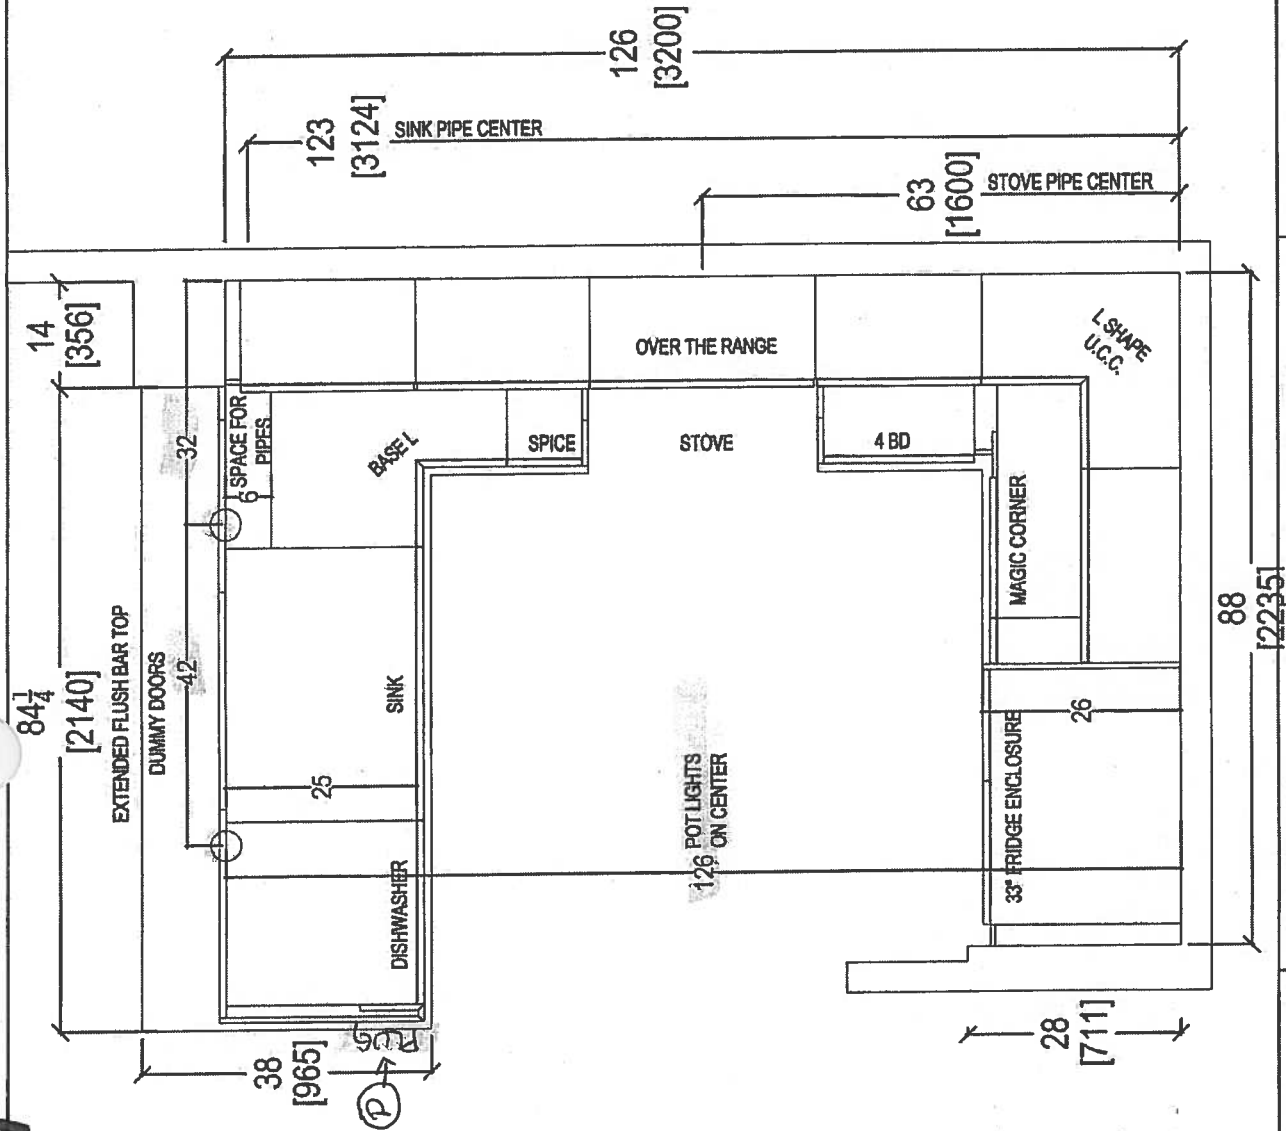 126
[3200]
123
[3124]
SINK PIPE CENTER
63
[1600]
STOVE PIPE CENTER
14
[356]
84 1/4
[2140]
EXTENDED FLUSH BAR TOP
DUMMY DOORS
32
42
SPACE FOR
PIPES
6
BASE L
SPICE
OVER THE RANGE
STOVE
4 BD
L SHAPE
U.C.C.
MAGIC CORNER
SINK
25
DISHWASHER
126
POT LIGHTS
ON CENTER
26
33" FRIDGE ENCLOSURE
88
[2235]
28
[711]
38
[965]
PLUG
P